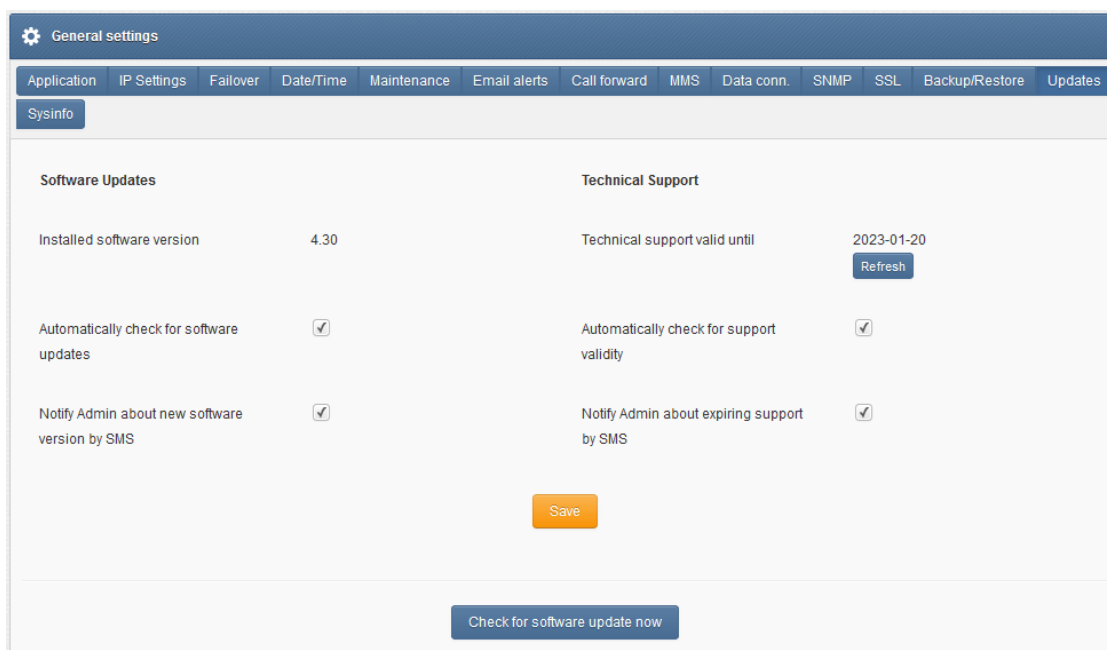 General settings
Application IP Settings Failover Date/Time Maintenance Email alerts Call forward MMS Data conn. SNMP SSL Backup/Restore Updates
Sysinfo
Software Updates Technical Support
Installed software version 4.30 Technical support valid until 2023-01-20
Refresh
Automatically check for software Automatically check for support
updates validity
Notify Admin about new software Notify Admin about expiring support
version by SMS by SMS
Save
Check for software update now